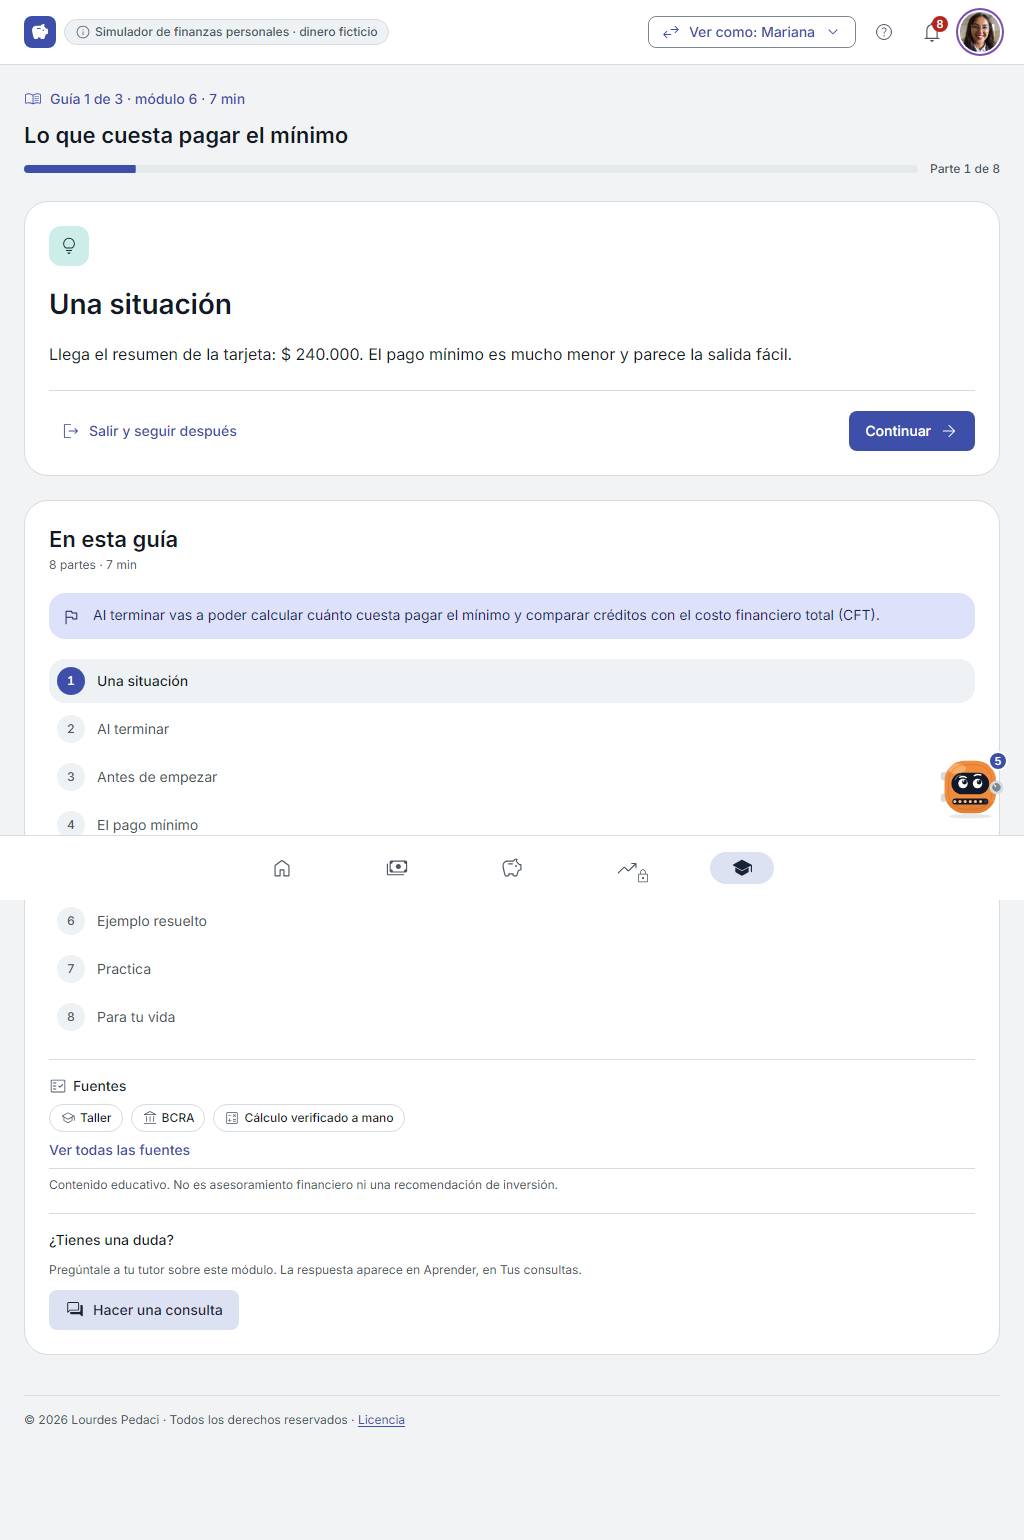 Simulador de finanzas personales · dinero ficticio
Ver como: Mariana
8
Guía 1 de 3 · módulo 6 · 7 min
Lo que cuesta pagar el mínimo
Parte 1 de 8
Una situación
Llega el resumen de la tarjeta: $ 240.000. El pago mínimo es mucho menor y parece la salida fácil.
Salir y seguir después
Continuar
En esta guía
8 partes · 7 min
Al terminar vas a poder calcular cuánto cuesta pagar el mínimo y comparar créditos con el costo financiero total (CFT).
1 Una situación
2 Al terminar
3 Antes de empezar
5
4 El pago mínimo
6 Ejemplo resuelto
7 Practica
8 Para tu vida
Fuentes
Taller
BCRA
Cálculo verificado a mano
Ver todas las fuentes
Contenido educativo. No es asesoramiento financiero ni una recomendación de inversión.
¿Tienes una duda?
Pregúntale a tu tutor sobre este módulo. La respuesta aparece en Aprender, en Tus consultas.
Hacer una consulta
© 2026 Lourdes Pedaci · Todos los derechos reservados · Licencia